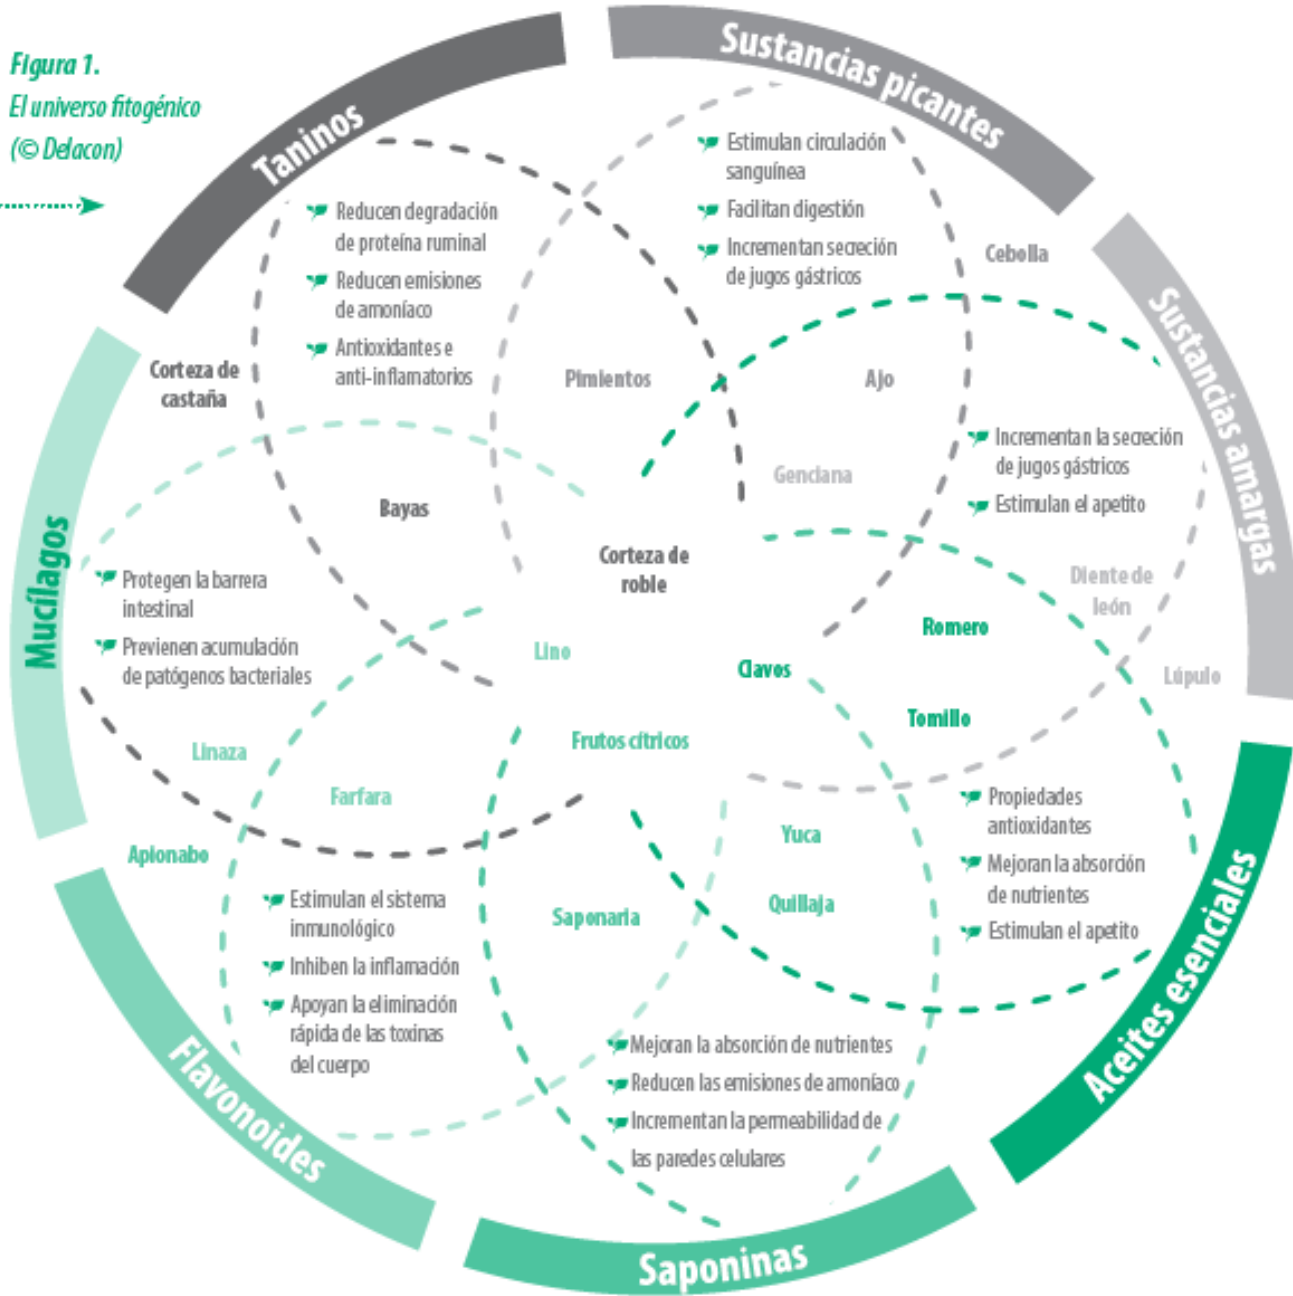 Figura 1.
El universo fitogénico
(© Delacon)
Taninos
Reducen degradación
de proteína ruminal
Reducen emisiones
de amoníaco
Antioxidantes e
anti-inflamatorios
Sustancias picantes
Estimulan circulación
sanguínea
Facilitan digestión
Incrementan secreción
de jugos gástricos
Cebolla
Sustancias amargas
Incrementan la secreción
de jugos gástricos
Estimulan el apetito
Corteza de
castaña
Pimientos
Ajo
Genciana
Bayas
Corteza de
roble
Diente de
león
Lúpulo
Mucílagos
Protegen la barrera
intestinal
Previenen acumulación
de patógenos bacteriales
Lino
Romero
Clavos
Tomillo
Frutos cítricos
Linaza
Farfara
Apionabo
Yuca
Quillaja
Saponaria
Aceites esenciales
Propiedades
antioxidantes
Mejoran la absorción
de nutrientes
Estimulan el apetito
Flavonoides
Estimulan el sistema
inmunológico
Inhiben la inflamación
Apoyan la eliminación
rápida de las toxinas
del cuerpo
Mejoran la absorción de nutrientes
Reducen las emisiones de amoníaco
Incrementan la permeabilidad de
las paredes celulares
Saponinas